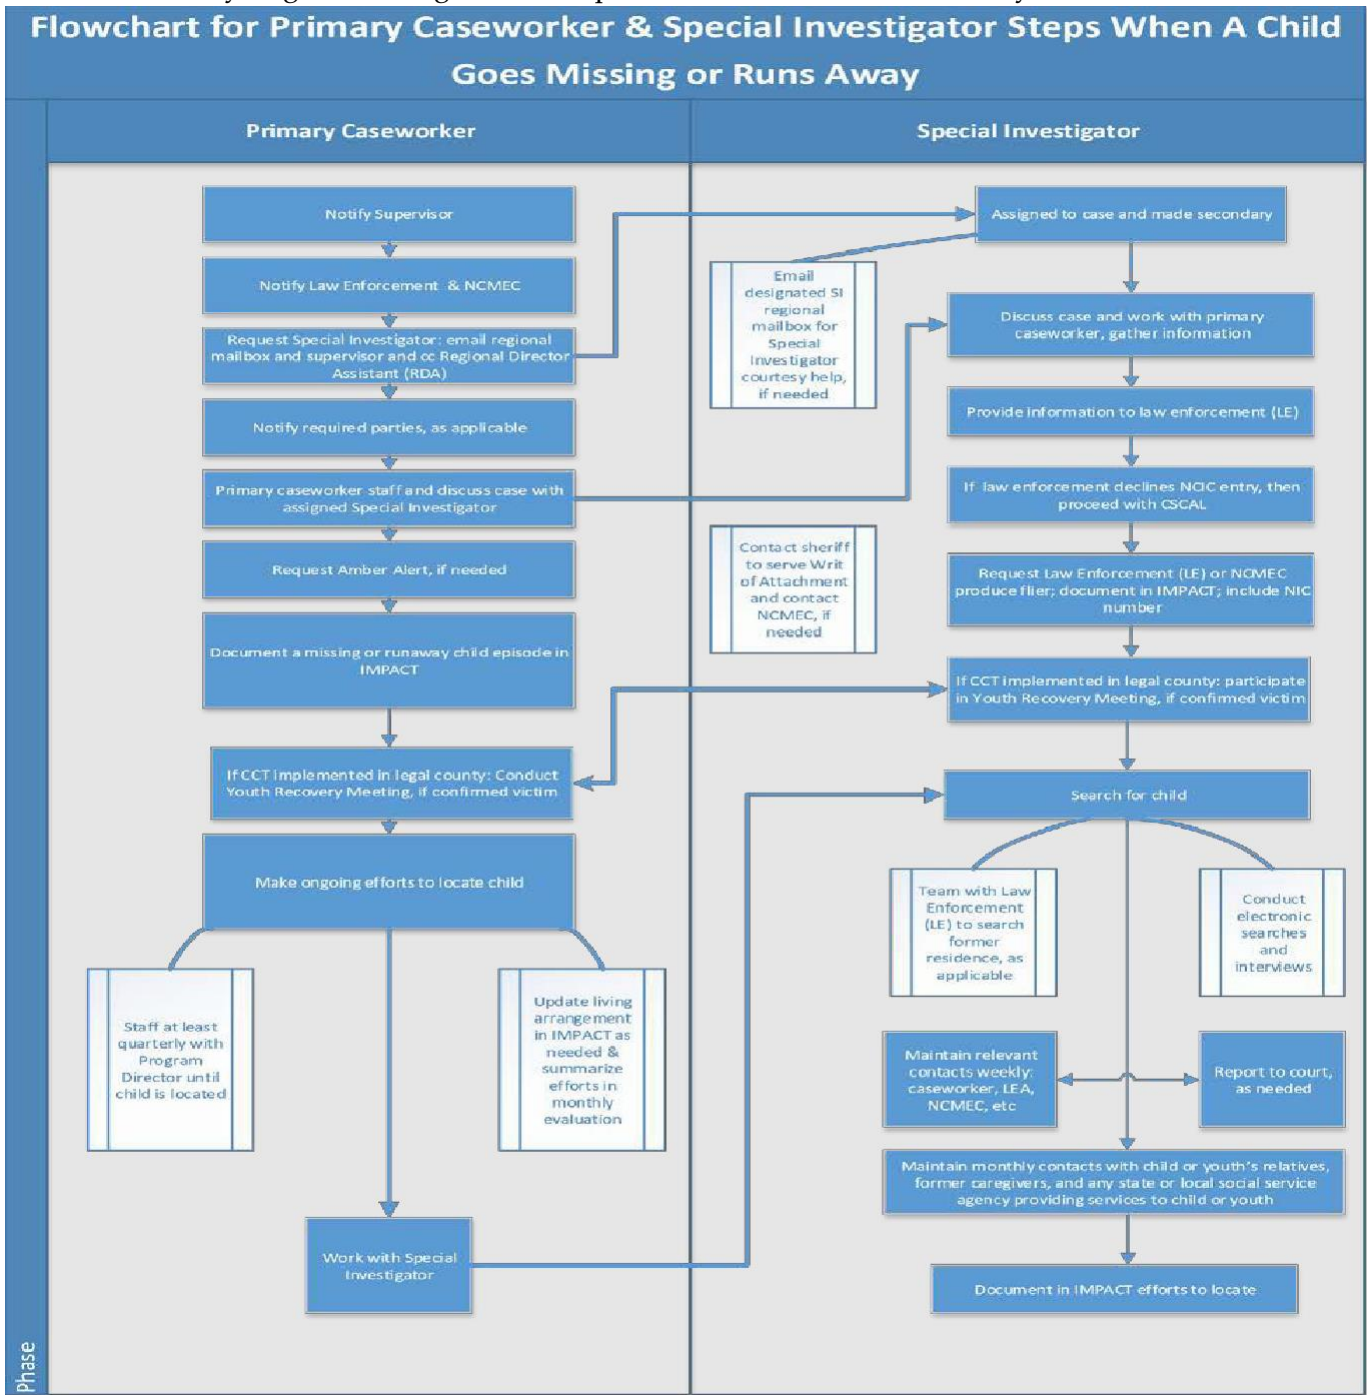 Flowchart for Primary Caseworker & Special Investigator Steps When A Child
Goes Missing or Runs Away
Primary Caseworker
Special Investigator
Notify Supervisor
Notify Law Enforcement & NCMEC
Request Special Investigator: email regional
mailbox and supervisor and cc Regional Director
Assistant (RDA)
Notify required parties, as applicable
Primary caseworker staff and discuss case with
assigned Special Investigator
Request Amber Alert, if needed
Document a missing or runaway child episode in
IMPACT
If CCT implemented in legal county: Conduct
Youth Recovery Meeting, if confirmed victim
Make ongoing efforts to locate child
Staff at least
quarterly with
Program
Director until
child is located
Update living
arrangement
in IMPACT as
needed &
summarize
efforts in
monthly
evaluation
Work with Special
Investigator
Assigned to case and made secondary
Email
designated SI
regional
mailbox for
Special
Investigator
courtesy help,
if needed
Discuss case and work with primary
caseworker, gather information
Provide information to law enforcement (LE)
If law enforcement declines NCIC entry, then
proceed with CSCAL
Contact sheriff
to serve Writ
of Attachment
and contact
NCMEC, if
needed
Request Law Enforcement (LE) or NCMEC
produce flier; document in IMPACT; include NIC
number
If CCT implemented in legal county: participate
in Youth Recovery Meeting, if confirmed victim
Search for child
Team with Law
Enforcement
(LE) to search
former
residence, as
applicable
Conduct
electronic
searches
and
interviews
Maintain relevant
contacts weekly:
caseworker, LEA,
NCMEC, etc
Report to court,
as needed
Maintain monthly contacts with child or youth's relatives,
former caregivers, and any state or local social service
agency providing services to child or youth
Document in IMPACT efforts to locate
Phase